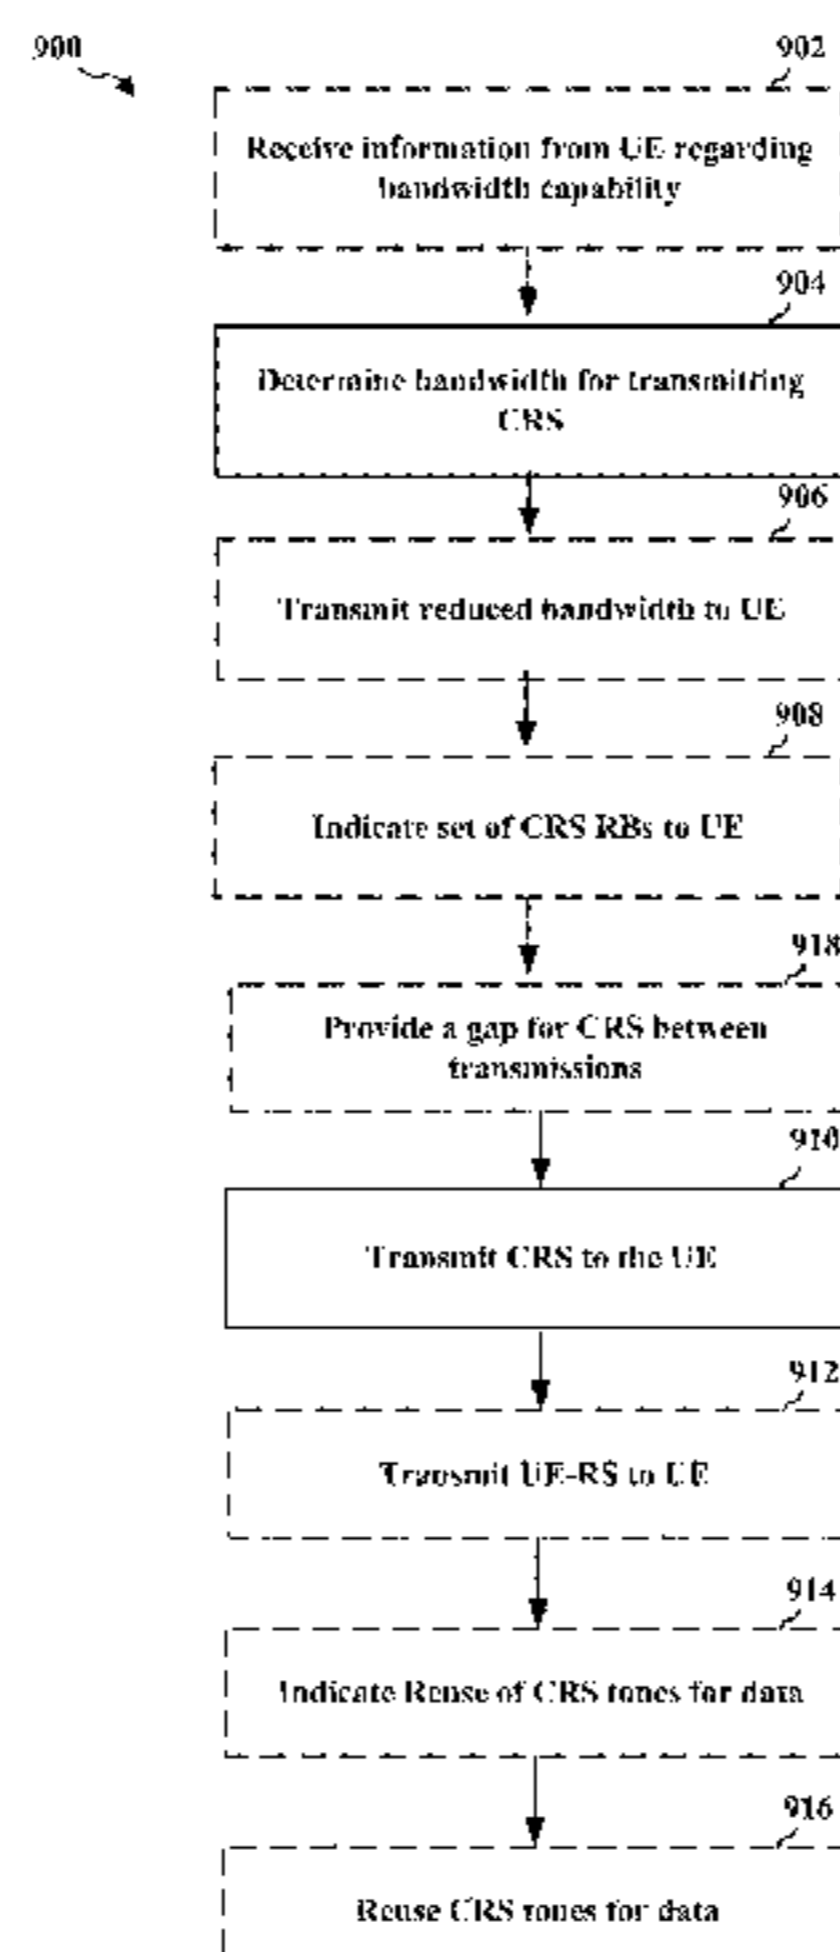 900
902
Receive information from UE regarding
bandwidth capability
904
Determine bandwidth for transmitting
CRS
906
Transmit reduced bandwidth to UE
908
Indicate set of CRS RBs to UE
918
Provide a gap for CRS between
transmissions
910
Transmit CRS to the UE
912
Transmit UE-RS to UE
914
Indicate Reuse of CRS tones for data
916
Reuse CRS tones for data